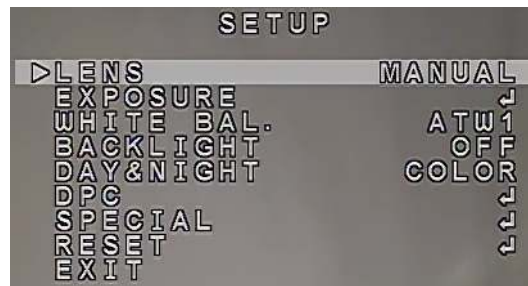 SETUP
▷LENS MANUAL
EXPOSURE ↲
WHITE BAL. ATW1
BACKLIGHT OFF
DAY&NIGHT COLOR
DPC ↲
SPECIAL ↲
RESET ↲
EXIT